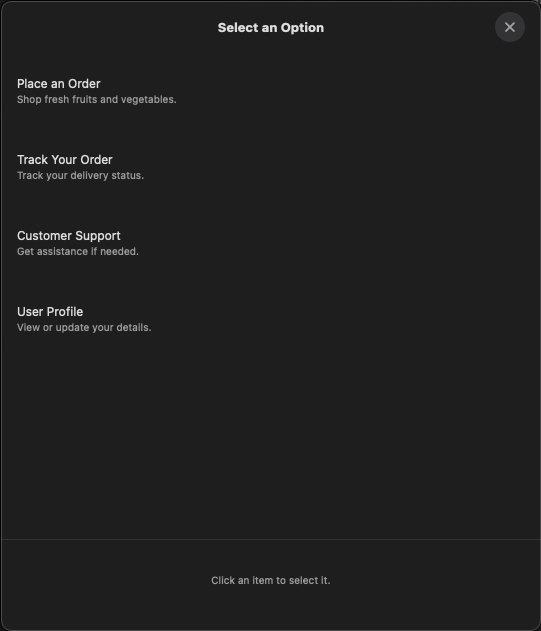 Select an Option
Place an Order
Shop fresh fruits and vegetables.
Track Your Order
Track your delivery status.
Customer Support
Get assistance if needed.
User Profile
View or update your details.
Click an item to select it.